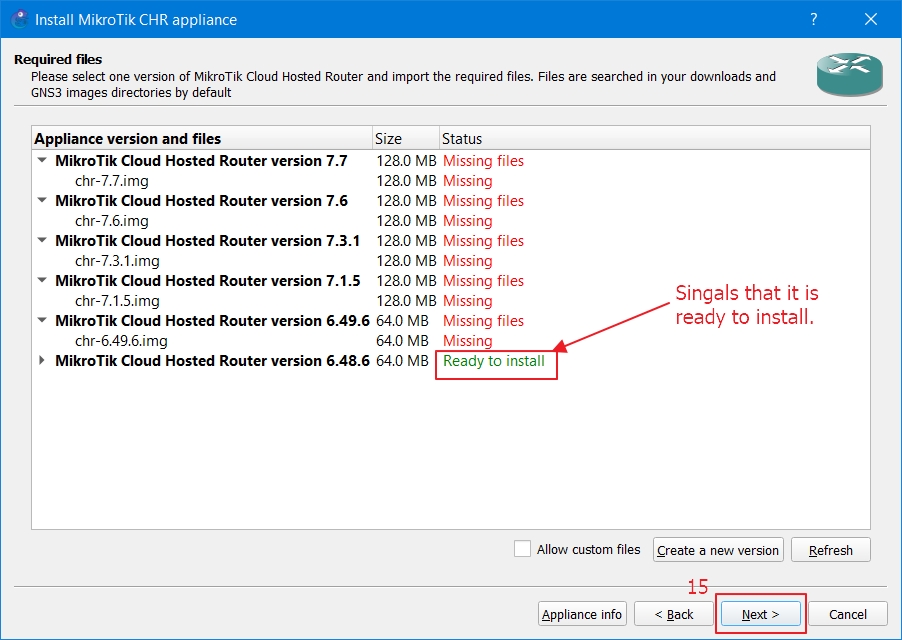 Install MikroTik CHR appliance
?
Required files
Please select one version of MikroTik Cloud Hosted Router and import the required files. Files are searched in your downloads and
GNS3 images directories by default
Appliance version and files Size Status
MikroTik Cloud Hosted Router version 7.7 128.0 MB Missing files
chr-7.7.img 128.0 MB Missing
MikroTik Cloud Hosted Router version 7.6 128.0 MB Missing files
chr-7.6.img 128.0 MB Missing
MikroTik Cloud Hosted Router version 7.3.1 128.0 MB Missing files
chr-7.3.1.img 128.0 MB Missing
MikroTik Cloud Hosted Router version 7.1.5 128.0 MB Missing files
chr-7.1.5.img 128.0 MB Missing
MikroTik Cloud Hosted Router version 6.49.6 64.0 MB Missing files
chr-6.49.6.img 64.0 MB Missing
MikroTik Cloud Hosted Router version 6.48.6 64.0 MB Ready to install
Singals that it is
ready to install.
Allow custom files Create a new version Refresh
15
Appliance info < Back Next > Cancel